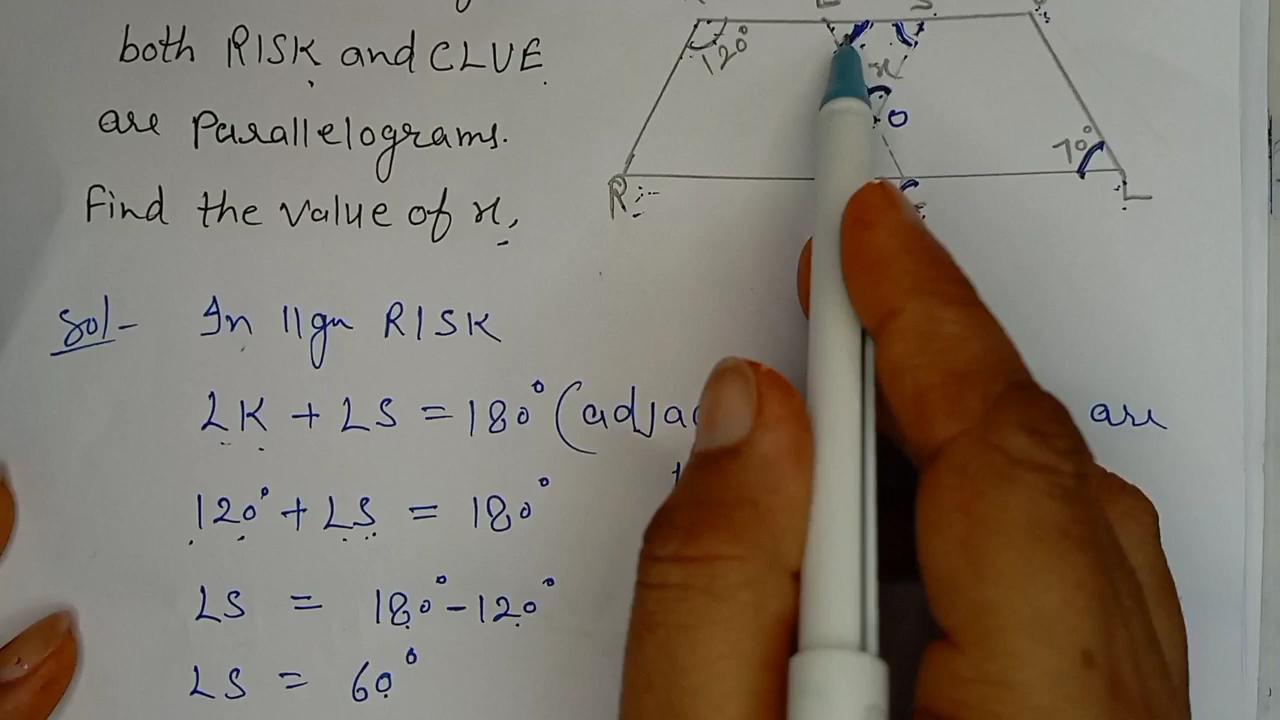 both RISK and CLUE
are Parallelograms.
Find the value of x.
120°
x
O
70°
R
L
Sol- In ||gm RISK
∠K + ∠S = 180° (adja are
120° + ∠S = 180°
∠S = 180° - 120°
∠S = 60°